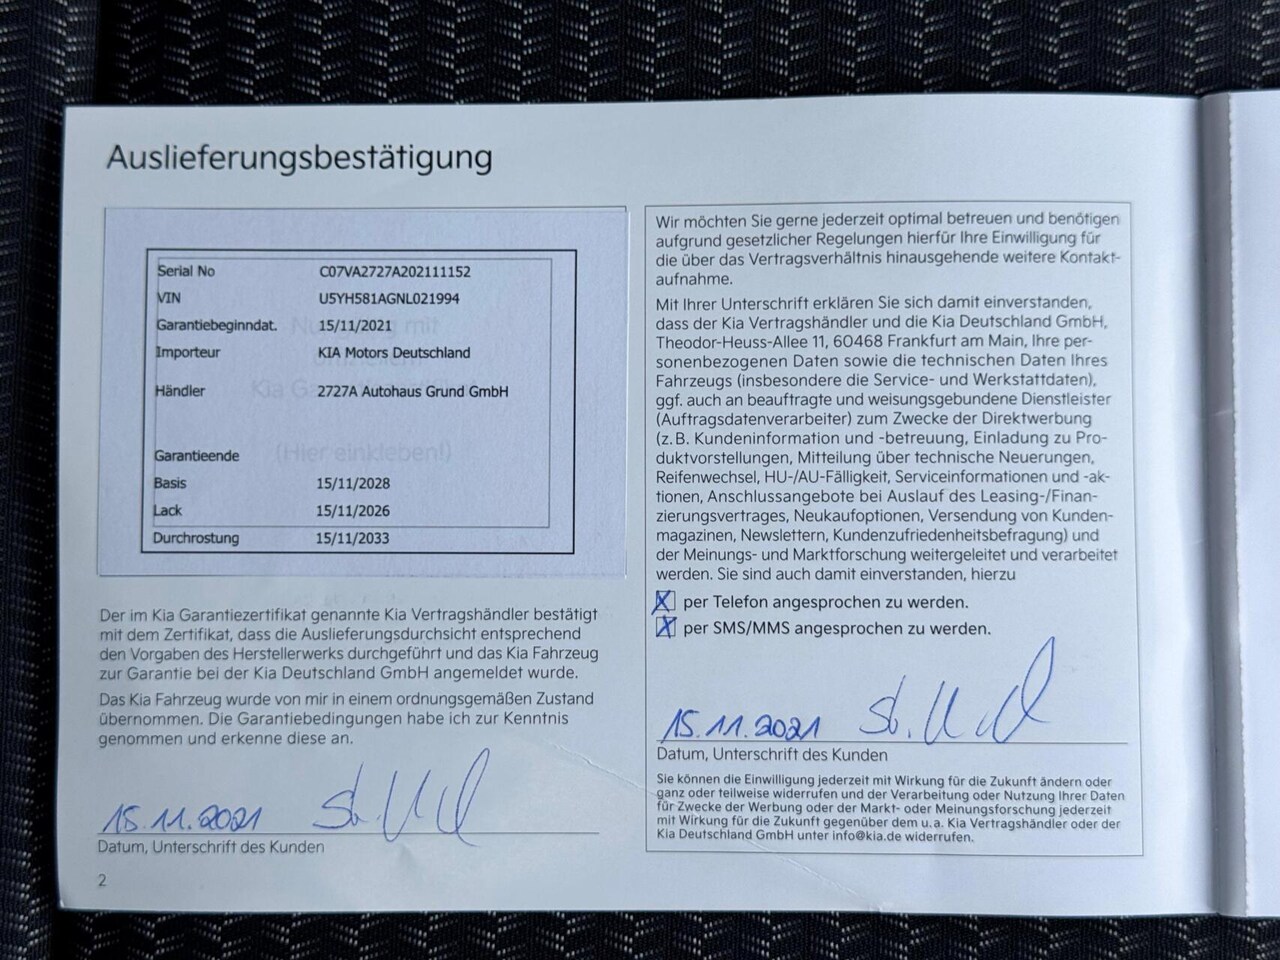 Auslieferungsbestätigung
Serial No C07VA2727A202111152
VIN U5YH581AGNL021994
Garantiebeginndat. 15/11/2021
Importeur KIA Motors Deutschland
Händler 2727A Autohaus Grund GmbH
(Hier einkleben!)
Garantieende
Basis 15/11/2028
Lack 15/11/2026
Durchrostung 15/11/2033
Der im Kia Garantiezertifikat genannte Kia Vertragshändler bestätigt
mit dem Zertifikat, dass die Auslieferungsdurchsicht entsprechend
den Vorgaben des Herstellerwerks durchgeführt und das Kia Fahrzeug
zur Garantie bei der Kia Deutschland GmbH angemeldet wurde.
Das Kia Fahrzeug wurde von mir in einem ordnungsgemäßen Zustand
übernommen. Die Garantiebedingungen habe ich zur Kenntnis
genommen und erkenne diese an.
15.11.2021
Datum, Unterschrift des Kunden
2
Wir möchten Sie gerne jederzeit optimal betreuen und benötigen
aufgrund gesetzlicher Regelungen hierfür Ihre Einwilligung für
die über das Vertragsverhältnis hinausgehende weitere Kontakt-
aufnahme.
Mit Ihrer Unterschrift erklären Sie sich damit einverstanden,
dass der Kia Vertragshändler und die Kia Deutschland GmbH,
Theodor-Heuss-Allee 11, 60468 Frankfurt am Main, Ihre per-
sonenbezogenen Daten sowie die technischen Daten Ihres
Fahrzeugs (insbesondere die Service- und Werkstattdaten),
ggf. auch an beauftragte und weisungsgebundene Dienstleister
(Auftragsdatenverarbeiter) zum Zwecke der Direktwerbung
(z. B. Kundeninformation und -betreuung, Einladung zu Pro-
duktvorstellungen, Mitteilung über technische Neuerungen,
Reifenwechsel, HU-/AU-Fälligkeit, Serviceinformationen und -ak-
tionen, Anschlussangebote bei Auslauf des Leasing-/Finan-
zierungsvertrages, Neukaufoptionen, Versendung von Kunden-
magazinen, Newslettern, Kundenzufriedenheitsbefragung) und
der Meinungs- und Marktforschung weitergeleitet und verarbeitet
werden. Sie sind auch damit einverstanden, hierzu
X per Telefon angesprochen zu werden.
X per SMS/MMS angesprochen zu werden.
15.11.2021
Datum, Unterschrift des Kunden
Sie können die Einwilligung jederzeit mit Wirkung für die Zukunft ändern oder
ganz oder teilweise widerrufen und der Verarbeitung oder Nutzung Ihrer Daten
für Zwecke der Werbung oder der Markt- oder Meinungsforschung jederzeit
mit Wirkung für die Zukunft gegenüber dem u. a. Kia Vertragshändler oder der
Kia Deutschland GmbH unter info@kia.de widerrufen.